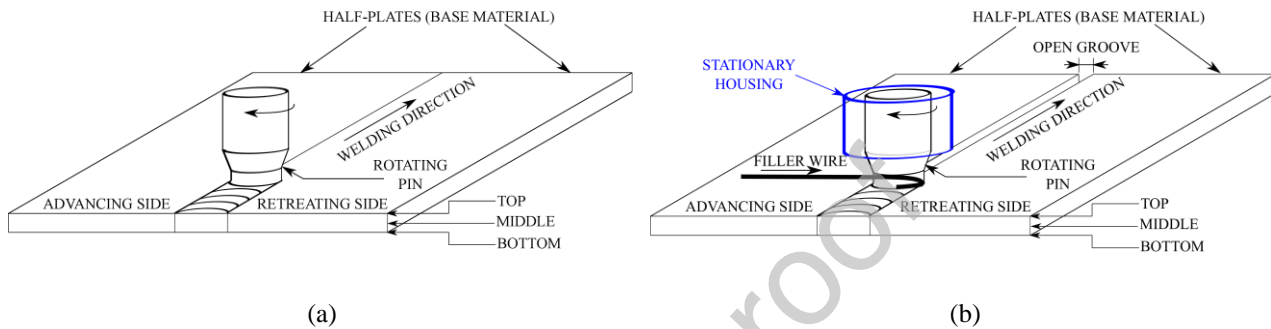 HALF-PLATES (BASE MATERIAL)
WELDING DIRECTION
ROTATING
PIN
ADVANCING SIDE
RETREATING SIDE
TOP
MIDDLE
BOTTOM
(a)
HALF-PLATES (BASE MATERIAL)
OPEN GROOVE
STATIONARY
HOUSING
WELDING DIRECTION
FILLER WIRE
ROTATING
PIN
ADVANCING SIDE
RETREATING SIDE
TOP
MIDDLE
BOTTOM
(b)
roof